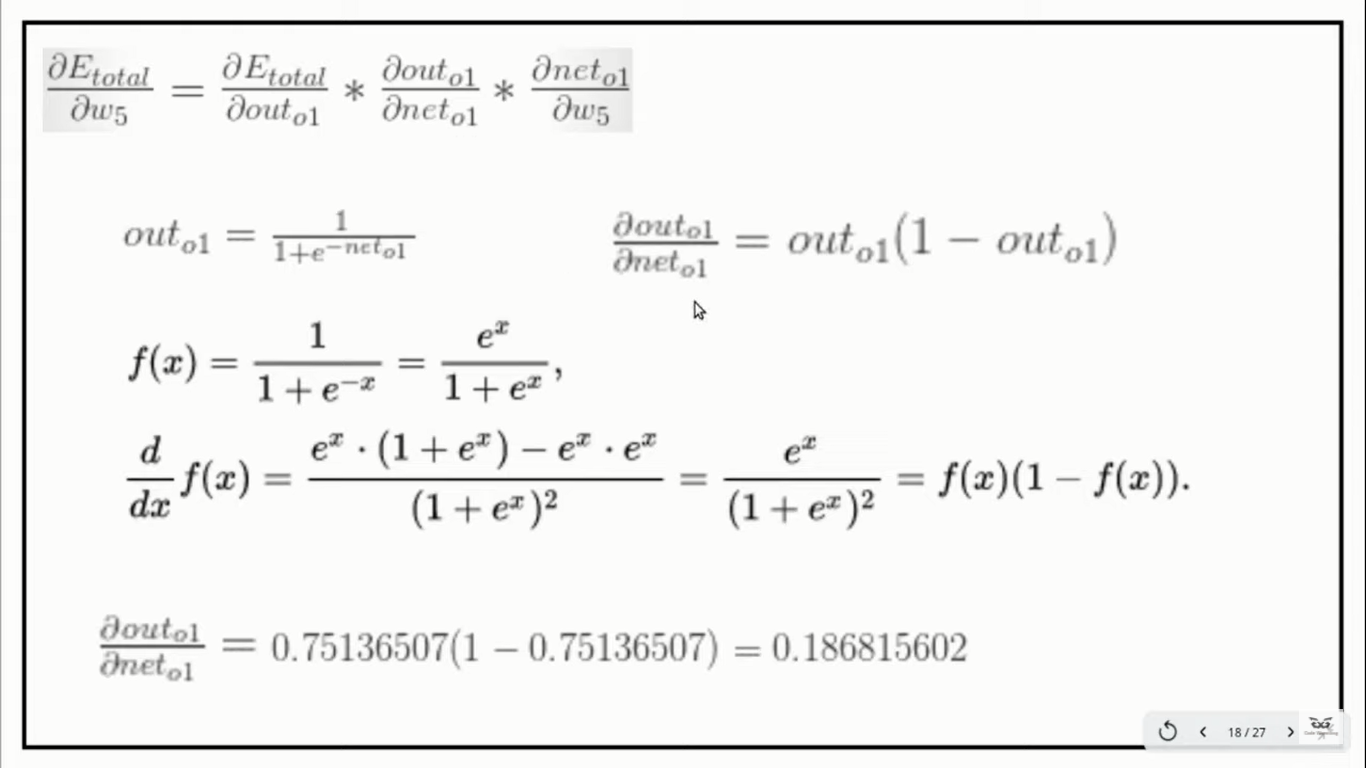 ∂E_total/∂w_5 = ∂E_total/∂out_o1 * ∂out_o1/∂net_o1 * ∂net_o1/∂w_5
out_o1 = 1/(1+e^(−net_o1))    ∂out_o1/∂net_o1 = out_o1(1 − out_o1)
f(x) = 1/(1 + e^(−x)) = e^x/(1 + e^x),
d/dx f(x) = (e^x · (1 + e^x) − e^x · e^x)/(1 + e^x)^2 = e^x/(1 + e^x)^2 = f(x)(1 − f(x)).
∂out_o1/∂net_o1 = 0.75136507(1 − 0.75136507) = 0.186815602
18 / 27